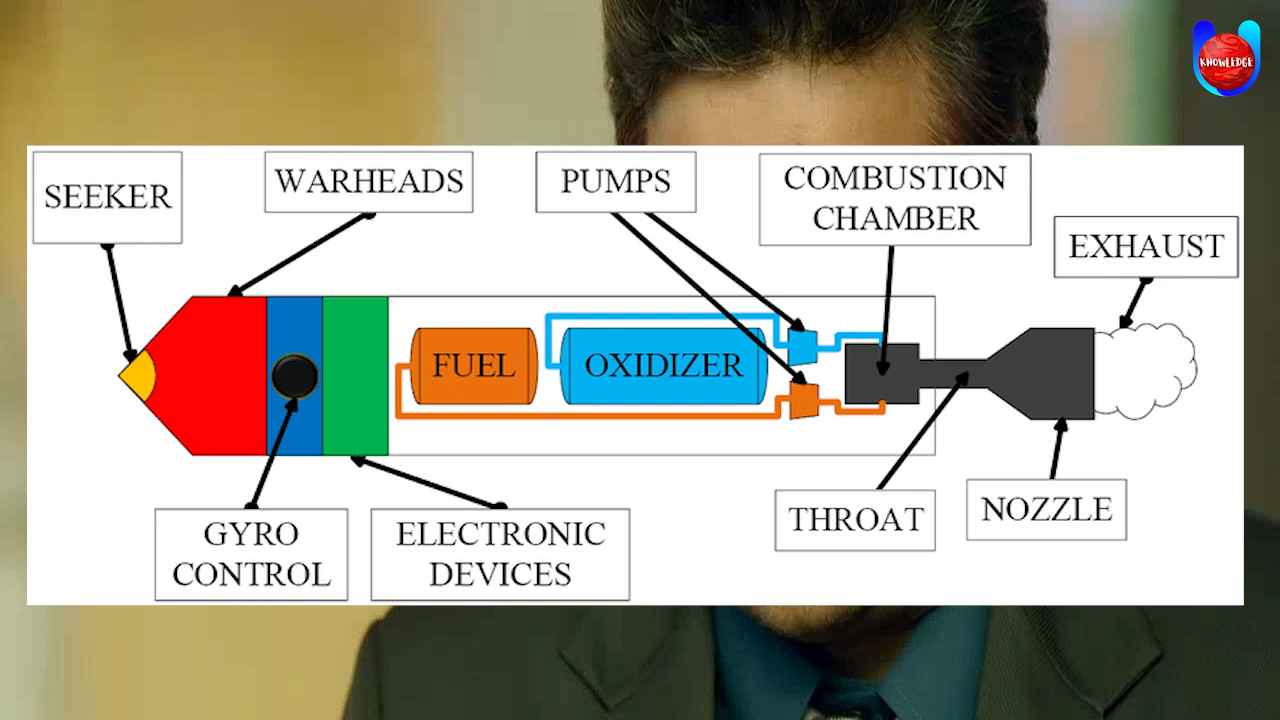 KNOWLEDGE
SEEKER
WARHEADS
PUMPS
COMBUSTION
CHAMBER
EXHAUST
FUEL
OXIDIZER
GYRO
CONTROL
ELECTRONIC
DEVICES
THROAT
NOZZLE